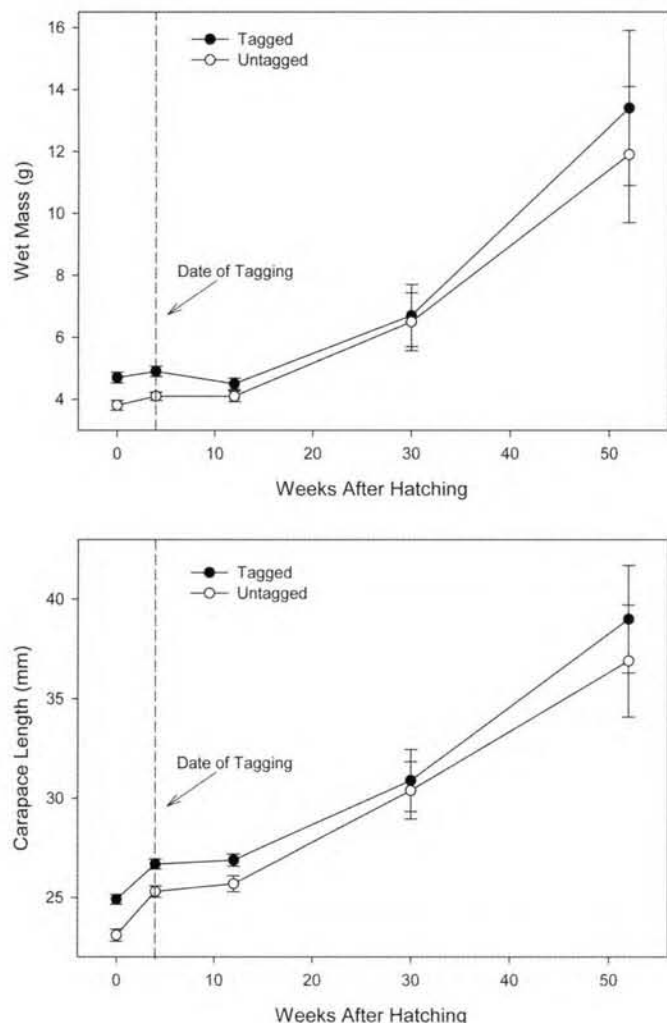 16
14
12
10
8
6
4
Wet Mass (g)
Tagged
Untagged
Date of Tagging
0 10 20 30 40 50
Weeks After Hatching
40
35
30
25
Carapace Length (mm)
Tagged
Untagged
Date of Tagging
0 10 20 30 40 50
Weeks After Hatching